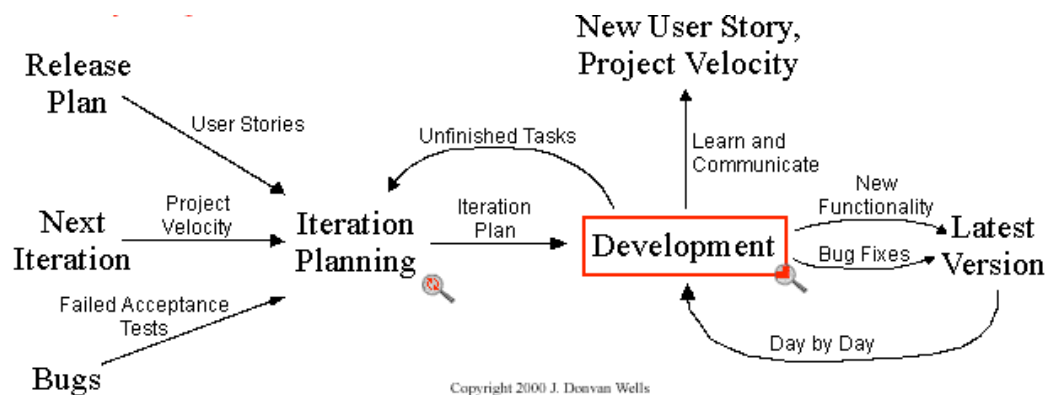 New User Story,
Project Velocity
Release
Plan
User Stories
Unfinished Tasks
Learn and
Communicate
Project
Velocity
Next
Iteration
Iteration
Planning
Iteration
Plan
Development
New
Functionality
Bug Fixes
Latest
Version
Failed Acceptance
Tests
Day by Day
Bugs
Copyright 2000 J. Donvan Wells